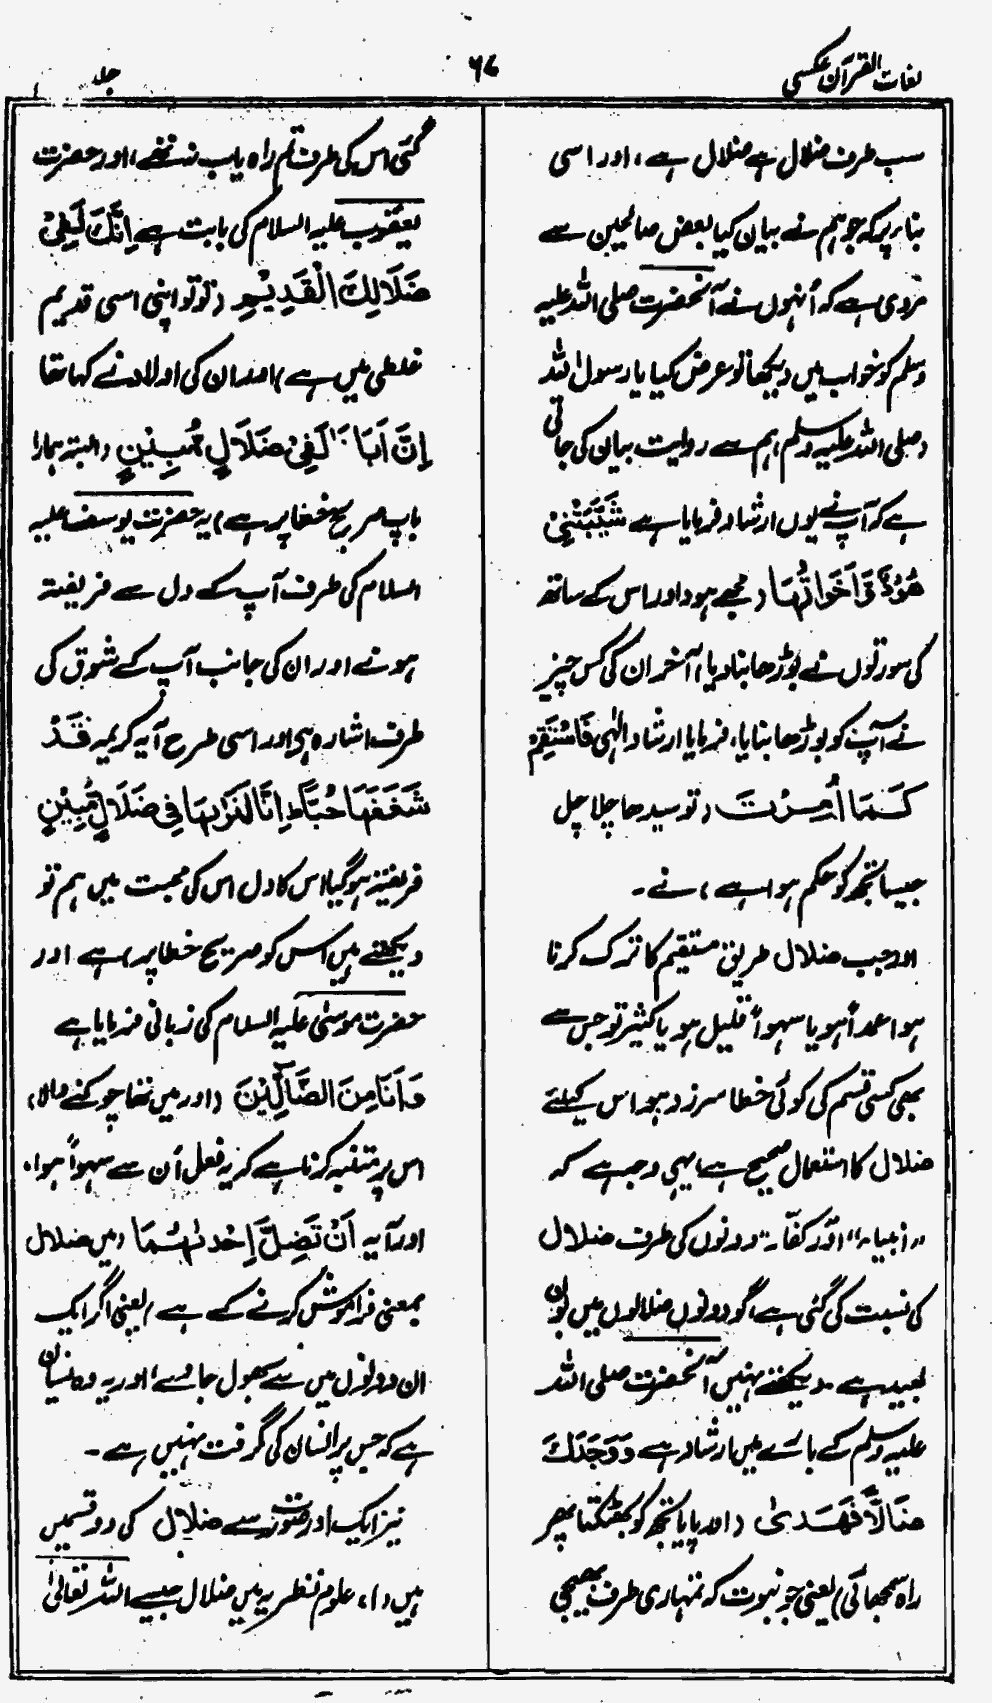 لغات القرآن عکسی
۶۷
جلد
سب طرف ضلال ہے ضلال ہے، اور اسی
بناء پر کہ جو ہم نے بیان کیا بعض صالحین سے
مروی ہے کہ اُنہوں نے آنحضرت صلی اللہ علیہ
وسلم کو خواب میں دیکھا تو عرض کیا یا رسول اللہ
(صلی اللہ علیہ وسلم) ہم سے روایت بیان کی جاتی
ہے کہ آپ نے یوں ارشاد فرمایا ہے شَیَّبَتْنِیْ
ھُوْدٌ وَّ اَخَوَاتُہَا (مجھے ہود اور اس کے ساتھ
کی سورتوں نے بوڑھا بنا دیا) آخر ان کی کس چیز
نے آپ کو بوڑھا بنایا، فرمایا ارشاد الٰہی فَاسْتَقِمْ
کَمَا اُمِرْتَ (تو سیدھا چلا چل
جیسا تجھ کو حکم ہوا ہے) نے۔
اور جب ضلال طریق مستقیم کا ترک کرنا
ہوا عمداً ہو یا سہواً قلیل ہو یا کثیر تو جس سے
بھی کسی قسم کی کوئی خطا سرزد ہو اس کیلئے
ضلال کا استعمال صحیح ہے، یہی وجہ ہے کہ
"انبیاء" اور "کفار" دونوں کی طرف ضلال
کی نسبت کی گئی ہے، گو دونوں ضلالوں میں بون
بعید ہے۔ دیکھئے نہیں آنحضرت صلی اللہ
علیہ وسلم کے بارے میں ارشاد ہے وَوَجَدَکَ
ضَالًّا فَھَدٰی (اور پایا تجھ کو بھٹکتا پھر
راہ سمجھائی) یعنی جو نبوت کہ تمہاری طرف بھیجی
گئی اس کی طرف تم راہ یاب نہ تھے، اور حضرت
یعقوب علیہ السلام کی بابت ہے اِنَّکَ لَفِیْ
ضَلَالِکَ الْقَدِیْمِ (تو تو اپنی اسی قدیم
غلطی میں ہے) اور ان کی اولاد نے کہا تھا
اِنَّ اَبَانَا لَفِیْ ضَلَالٍ مُّبِیْنٍ (البتہ ہمارا
باپ صریح خطا پر ہے) یہ حضرت یوسف علیہ
السلام کی طرف آپ کے دل سے فریفتہ
ہونے اور ان کی جانب آپ کے شوق کی
طرف اشارہ ہے اور اسی طرح آیہ کریمہ قَدْ
شَغَفَہَا حُبًّا اِنَّا لَنَرٰىہَا فِی ضَلَالٍ مُّبِیْنٍ
فریفتہ ہو گیا اس کا دل اس کی محبت میں ہم تو
دیکھتے ہیں اس کو صریح خطا پر) ہے اور
حضرت موسیٰ علیہ السلام کی زبانی فرمایا ہے
وَ اَنَا مِنَ الضَّآلِّیْنَ (اور میں تھا چوکنے والا)،
اس پر متنبہ کرنا ہے کہ یہ فعل اُن سے سہواً ہوا۔
اور آیہ اَنْ تَضِلَّ اِحْدٰىہُمَا میں ضلال
بمعنی فراموش کرنے کے ہے، یعنی اگر ایک
ان دونوں میں سے بھول جاوے، اور یہ وہ نسیان
ہے کہ جس پر انسان کی گرفت نہیں ہے۔
نیز ایک اور صورت سے ضلال کی دو قسمیں
ہیں (۱) علوم نظریہ میں ضلال جیسے اللہ تعالیٰ